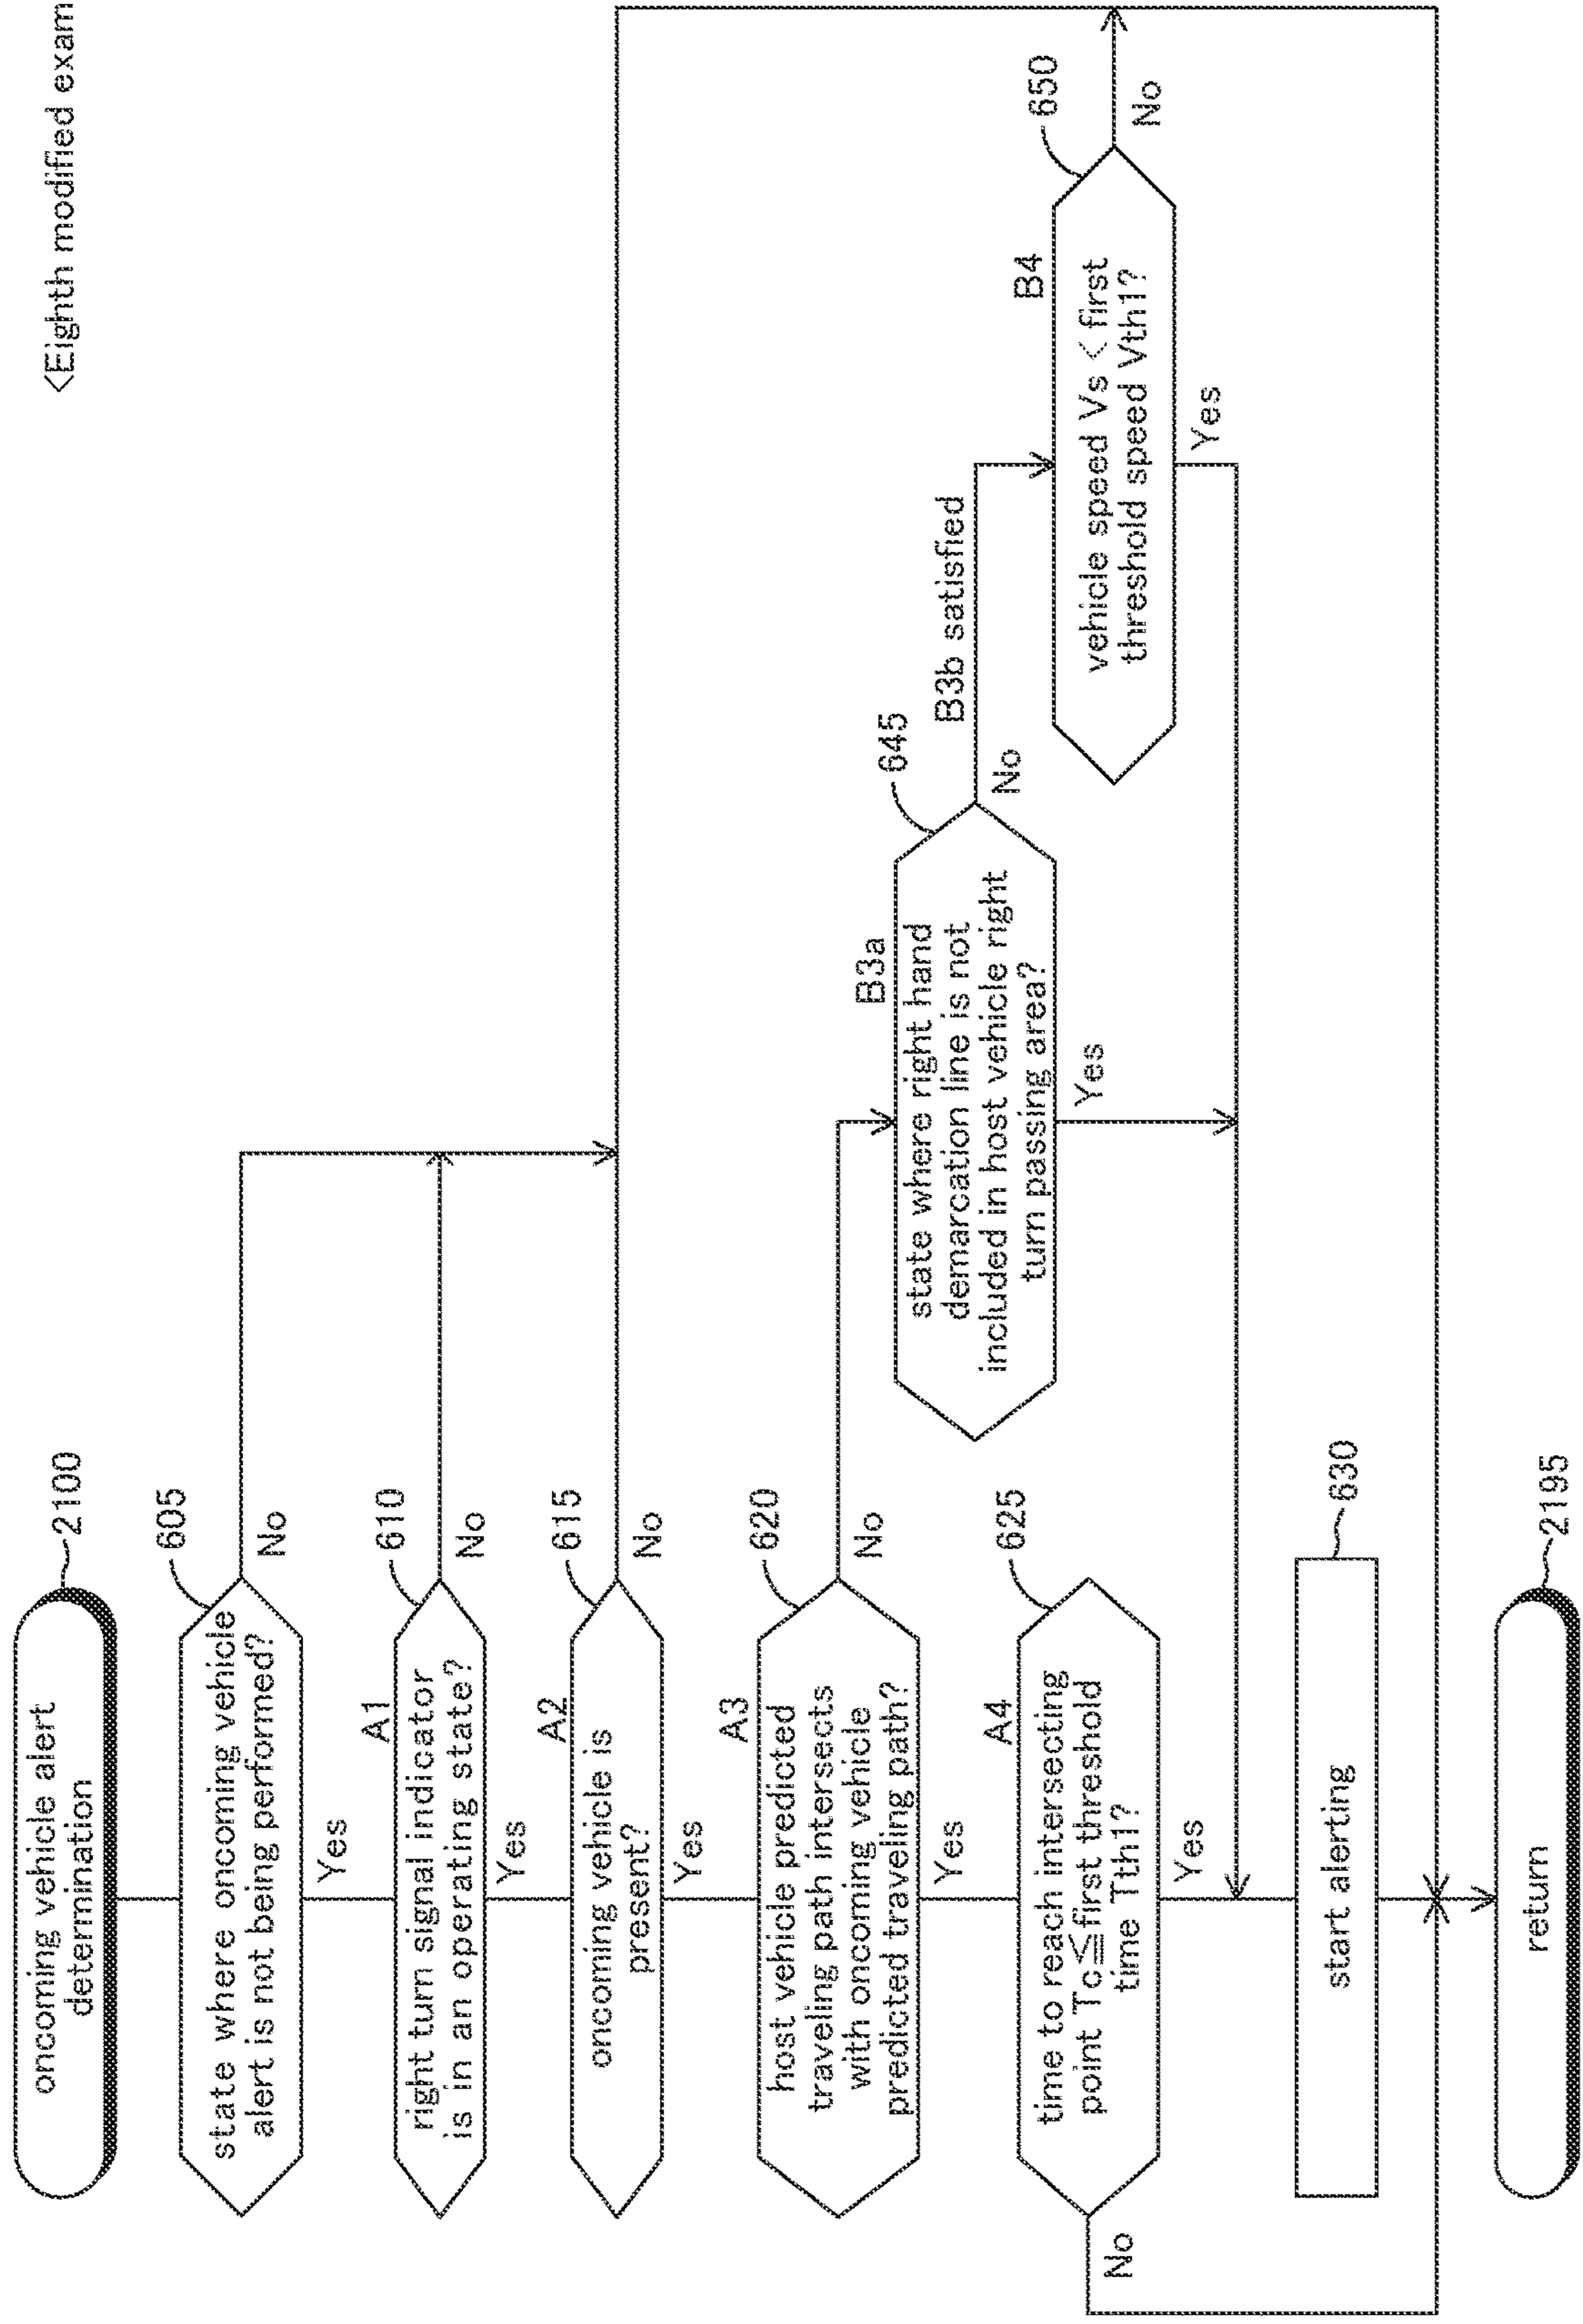 <Eighth modified exam
oncoming vehicle alert
determination
2100
605
state where oncoming vehicle
alert is not being performed?
No
Yes
A1
610
right turn signal indicator
is in an operating state?
No
Yes
A2
615
oncoming vehicle is
present?
No
Yes
A3
620
host vehicle predicted
traveling path intersects
with oncoming vehicle
predicted traveling path?
No
Yes
B3a
645
state where right hand
demarcation line is not
included in host vehicle right
turn passing area?
No
Yes
B3b satisfied
B4
650
vehicle speed Vs < first
threshold speed Vth1?
No
Yes
A4
625
time to reach intersecting
point Tc≦first threshold
time Tth1?
No
Yes
630
start alerting
2195
return